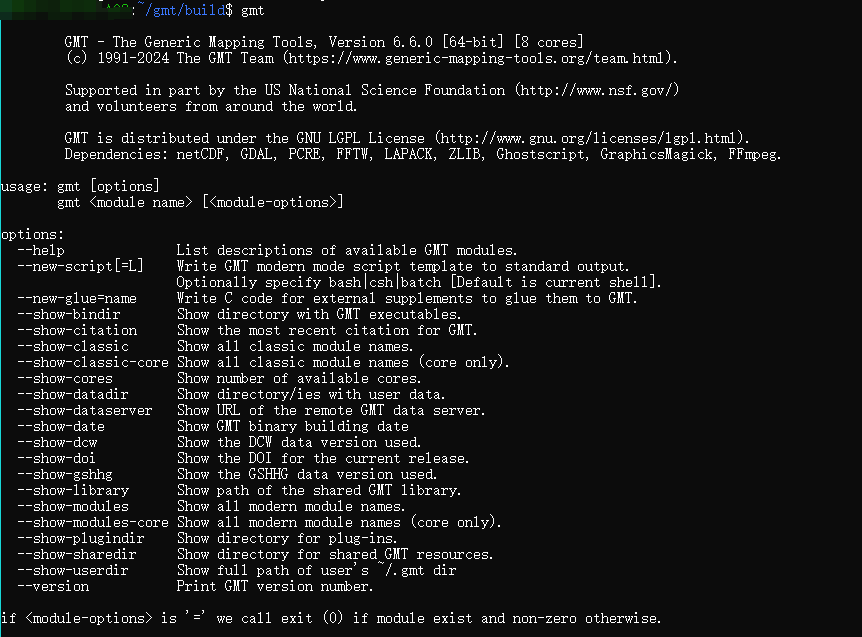 :~/gmt/build$ gmt
GMT - The Generic Mapping Tools, Version 6.6.0 [64-bit] [8 cores]
(c) 1991-2024 The GMT Team (https://www.generic-mapping-tools.org/team.html).
Supported in part by the US National Science Foundation (http://www.nsf.gov/)
and volunteers from around the world.
GMT is distributed under the GNU LGPL License (http://www.gnu.org/licenses/lgpl.html).
Dependencies: netCDF, GDAL, PCRE, FFTW, LAPACK, ZLIB, Ghostscript, GraphicsMagick, FFmpeg.
usage: gmt [options]
gmt <module name> [<module-options>]
options:
--help List descriptions of available GMT modules.
--new-script[=L] Write GMT modern mode script template to standard output.
Optionally specify bash|csh|batch [Default is current shell].
--new-glue=name Write C code for external supplements to glue them to GMT.
--show-bindir Show directory with GMT executables.
--show-citation Show the most recent citation for GMT.
--show-classic Show all classic module names.
--show-classic-core Show all classic module names (core only).
--show-cores Show number of available cores.
--show-datadir Show directory/ies with user data.
--show-dataserver Show URL of the remote GMT data server.
--show-date Show GMT binary building date
--show-dcw Show the DCW data version used.
--show-doi Show the DOI for the current release.
--show-gshhg Show the GSHHG data version used.
--show-library Show path of the shared GMT library.
--show-modules Show all modern module names.
--show-modules-core Show all modern module names (core only).
--show-plugindir Show directory for plug-ins.
--show-sharedir Show directory for shared GMT resources.
--show-userdir Show full path of user's ~/.gmt dir
--version Print GMT version number.
if <module-options> is '=' we call exit (0) if module exist and non-zero otherwise.